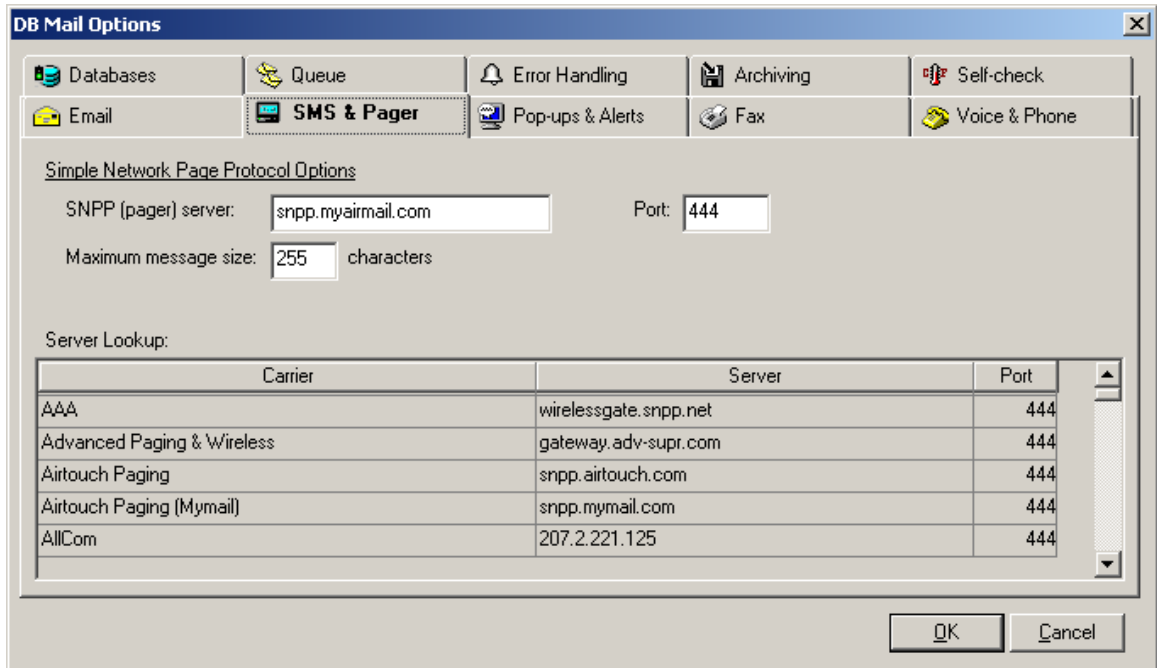 DB Mail Options
Databases Queue Error Handling Archiving Self-check
Email SMS & Pager Pop-ups & Alerts Fax Voice & Phone
Simple Network Page Protocol Options
SNPP (pager) server: snpp.myairmail.com Port: 444
Maximum message size: 255 characters
Server Lookup:
Carrier Server Port
AAA wirelessgate.snpp.net 444
Advanced Paging & Wireless gateway.adv-supr.com 444
Airtouch Paging snpp.airtouch.com 444
Airtouch Paging (Mymail) snpp.mymail.com 444
AllCom 207.2.221.125 444
OK Cancel